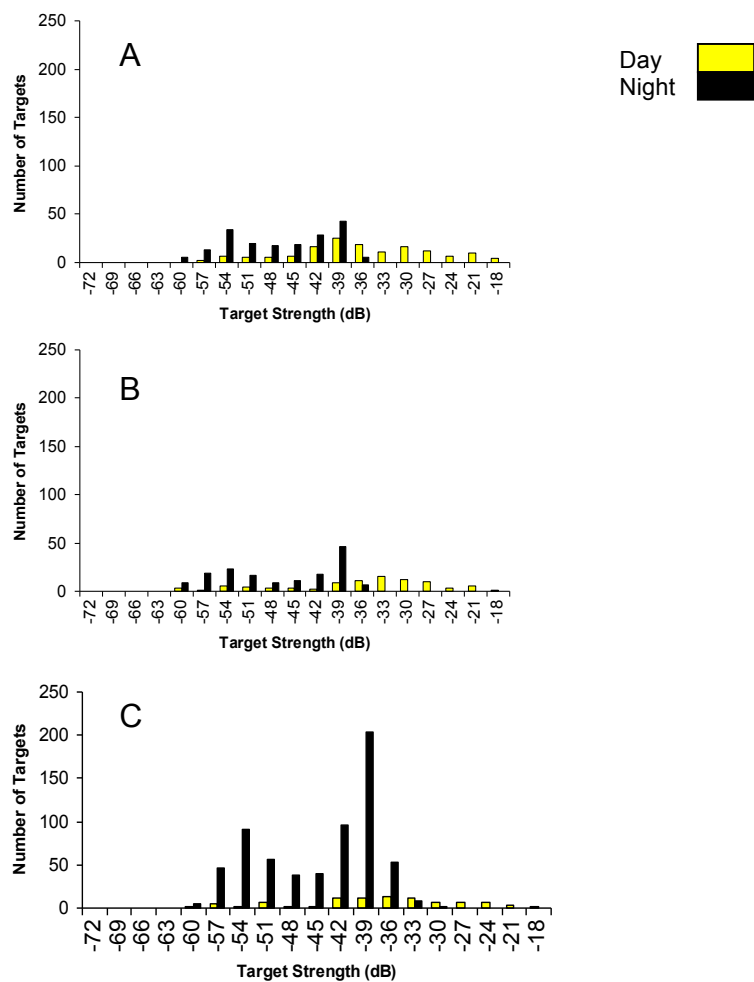 250
200
150
100
50
0
Number of Targets
A
Day
Night
-72 -69 -66 -63 -60 -57 -54 -51 -48 -45 -42 -39 -36 -33 -30 -27 -24 -21 -18
Target Strength (dB)
250
200
150
100
50
0
Number of Targets
B
-72 -69 -66 -63 -60 -57 -54 -51 -48 -45 -42 -39 -36 -33 -30 -27 -24 -21 -18
Target Strength (dB)
250
200
150
100
50
0
Number of Targets
C
-72 -69 -66 -63 -60 -57 -54 -51 -48 -45 -42 -39 -36 -33 -30 -27 -24 -21 -18
Target Strength (dB)